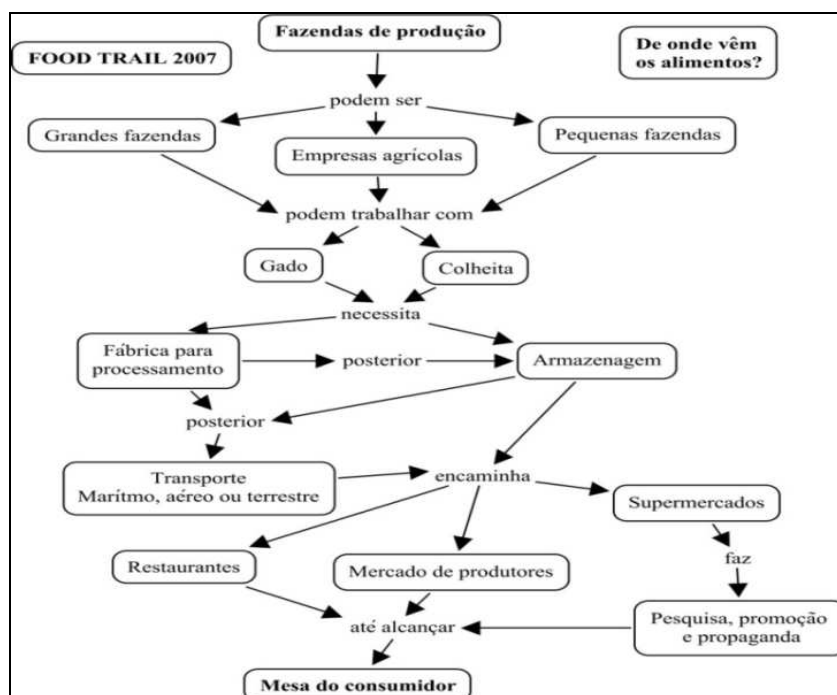 Fazendas de produção
FOOD TRAIL 2007
De onde vêm
os alimentos?
podem ser
Grandes fazendas
Empresas agrícolas
Pequenas fazendas
podem trabalhar com
Gado
Colheita
necessita
Fábrica para
processamento
posterior
Armazenagem
posterior
Transporte
Marítmo, aéreo ou terrestre
encaminha
Supermercados
Restaurantes
Mercado de produtores
faz
até alcançar
Pesquisa, promoção
e propaganda
Mesa do consumidor